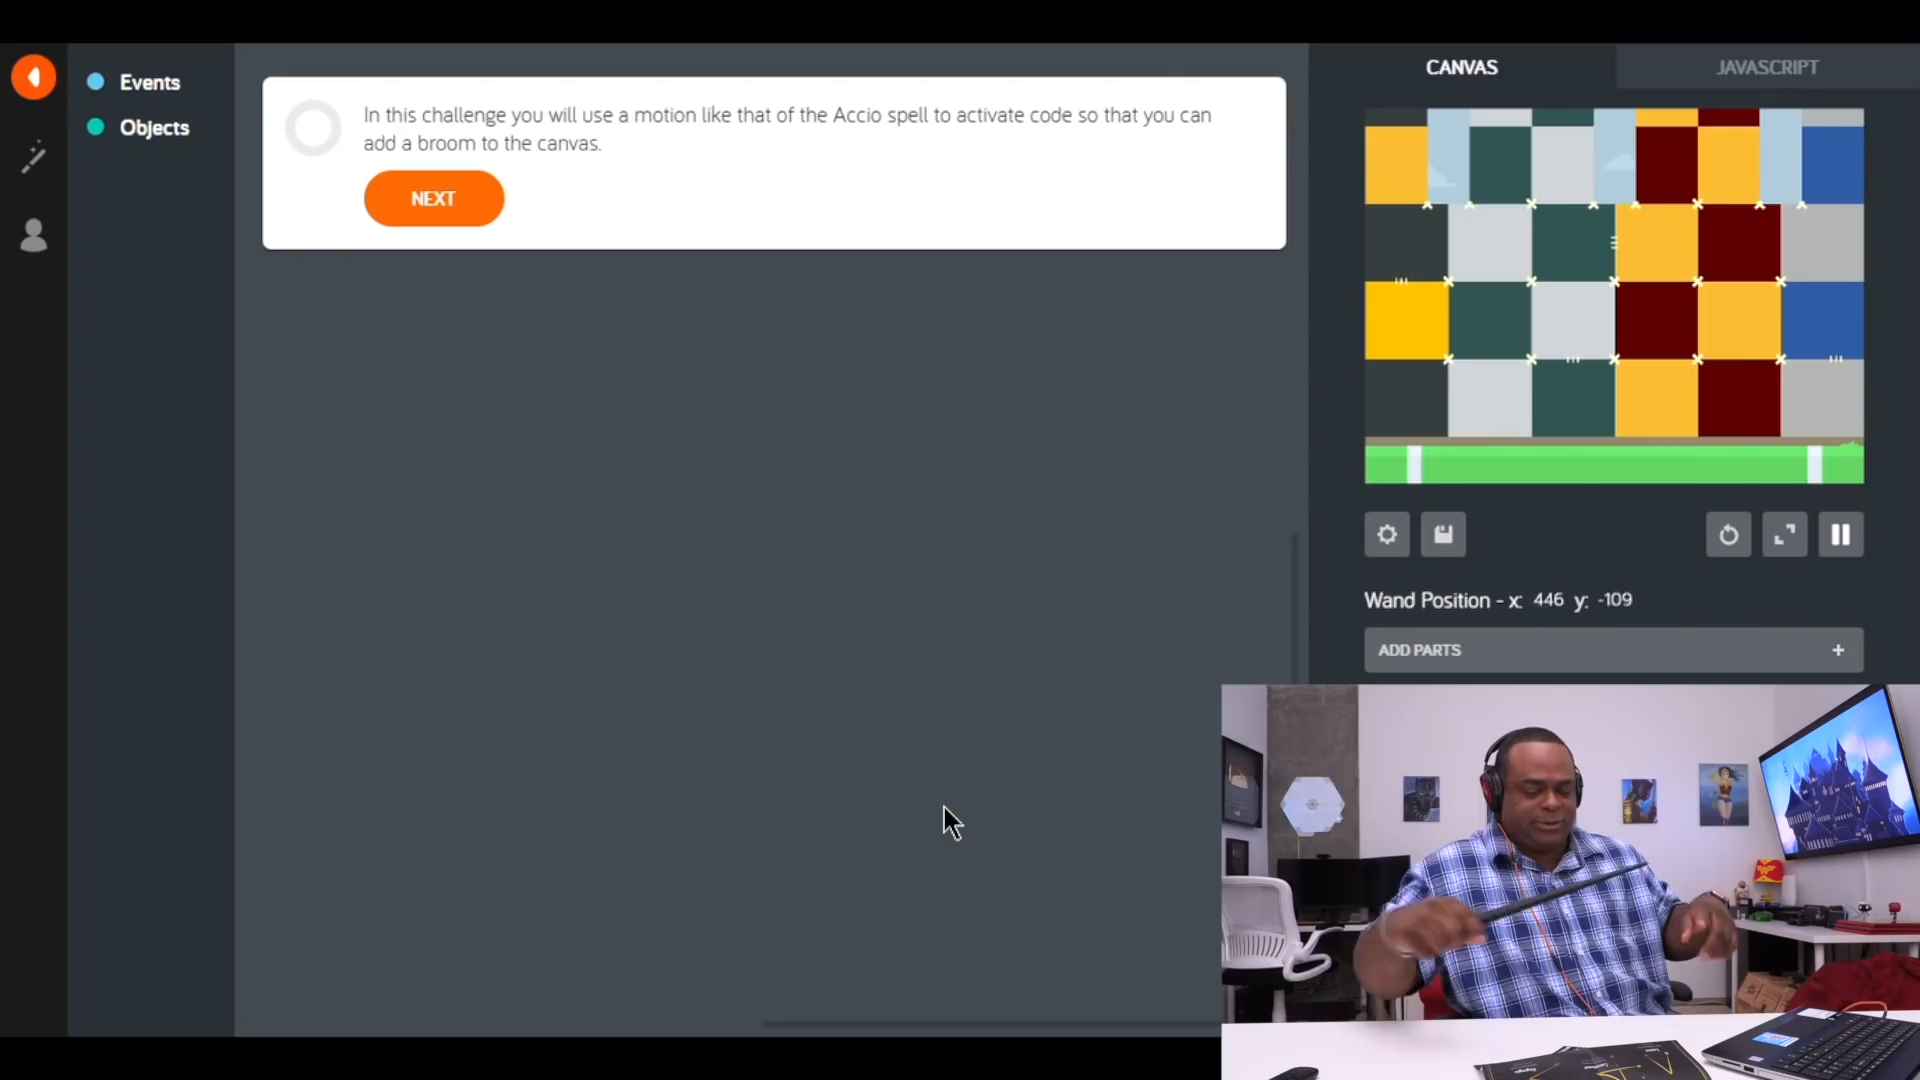 Events
Objects
In this challenge you will use a motion like that of the Accio spell to activate code so that you can
add a broom to the canvas.
NEXT
CANVAS
JAVASCRIPT
Wand Position - x: 446 y: -109
ADD PARTS +